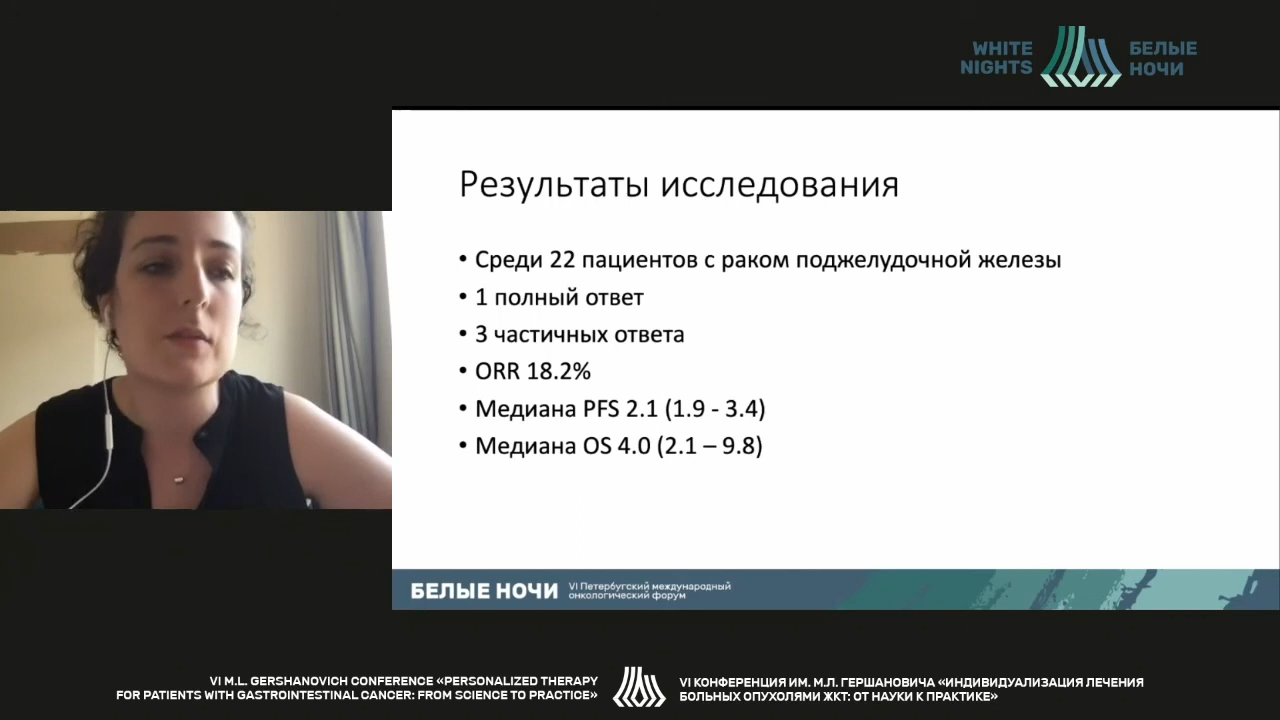 WHITE
NIGHTS
БЕЛЫЕ
НОЧИ
Результаты исследования
• Среди 22 пациентов с раком поджелудочной железы
• 1 полный ответ
• 3 частичных ответа
• ORR 18.2%
• Медиана PFS 2.1 (1.9 - 3.4)
• Медиана OS 4.0 (2.1 – 9.8)
БЕЛЫЕ НОЧИ
VI Петербургский международный
онкологический форум
VI M.L. GERSHANOVICH CONFERENCE «PERSONALIZED THERAPY
FOR PATIENTS WITH GASTROINTESTINAL CANCER: FROM SCIENCE TO PRACTICE»
VI КОНФЕРЕНЦИЯ ИМ. М.Л. ГЕРШАНОВИЧА «ИНДИВИДУАЛИЗАЦИЯ ЛЕЧЕНИЯ
БОЛЬНЫХ ОПУХОЛЯМИ ЖКТ: ОТ НАУКИ К ПРАКТИКЕ»